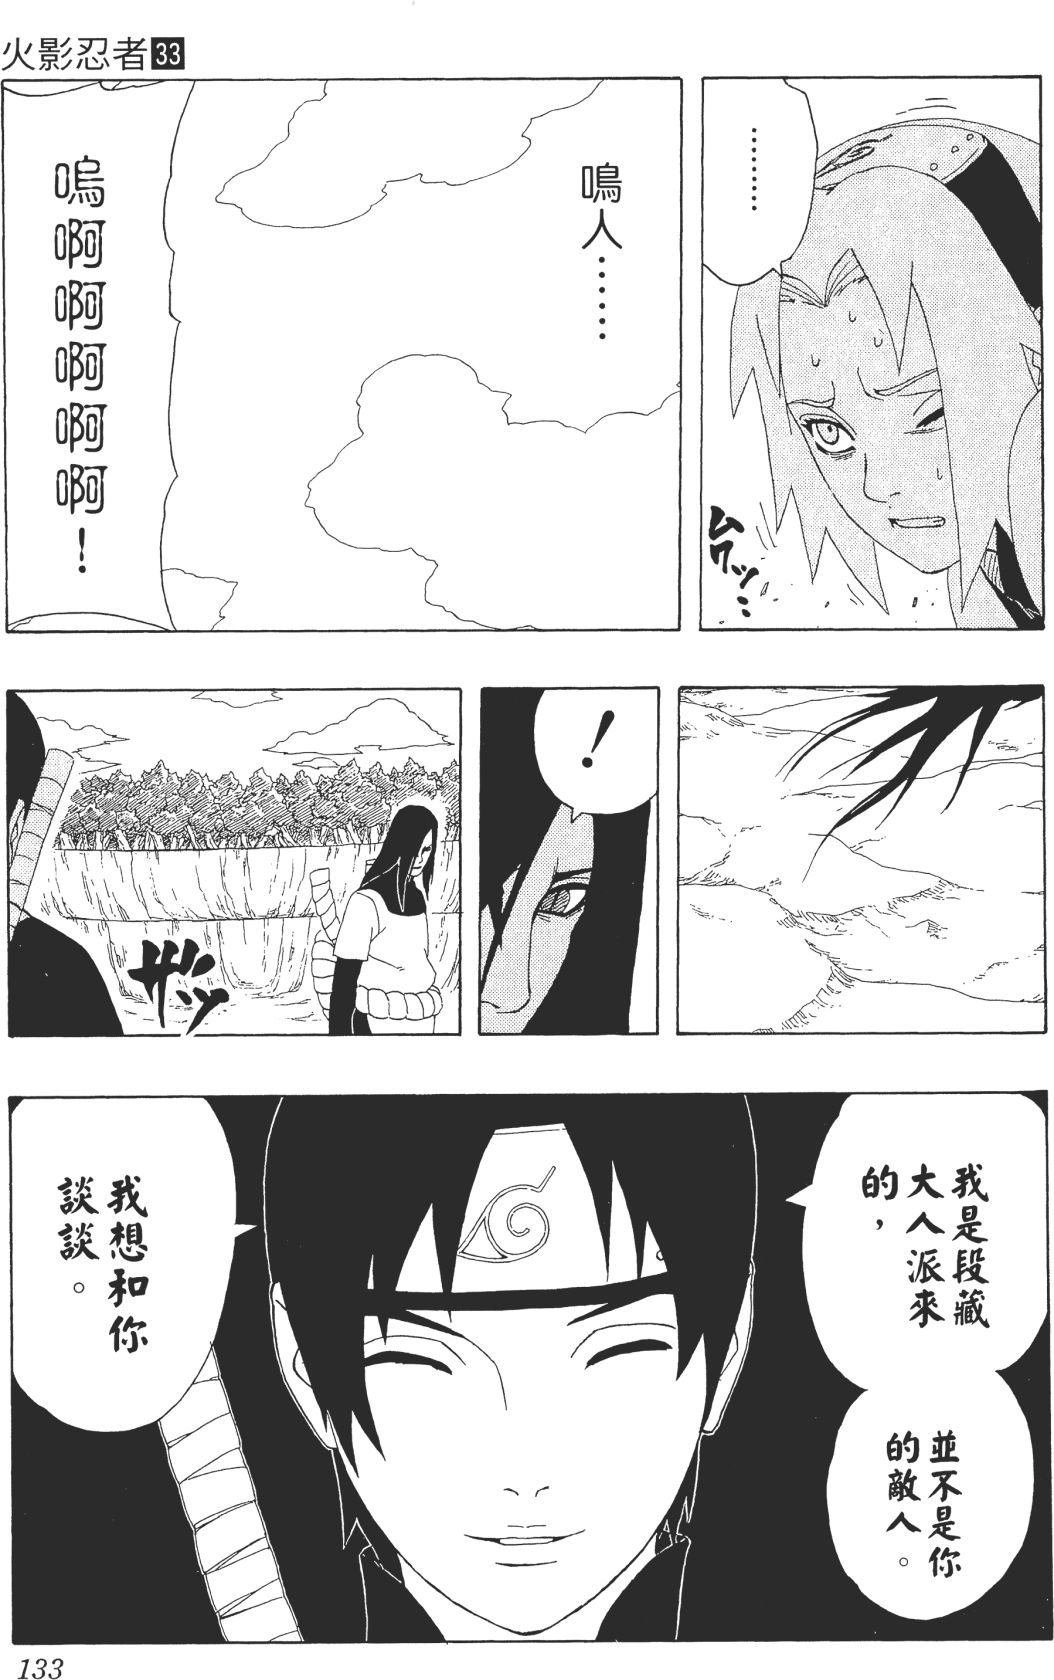 火影忍者33
⋯⋯⋯
ムクッ⋯
鳴人⋯⋯
嗚啊啊啊啊啊！
！
ザッ
我是段藏
大人派來
的，
並不是你
的敵人。
我想和你
談談。
133